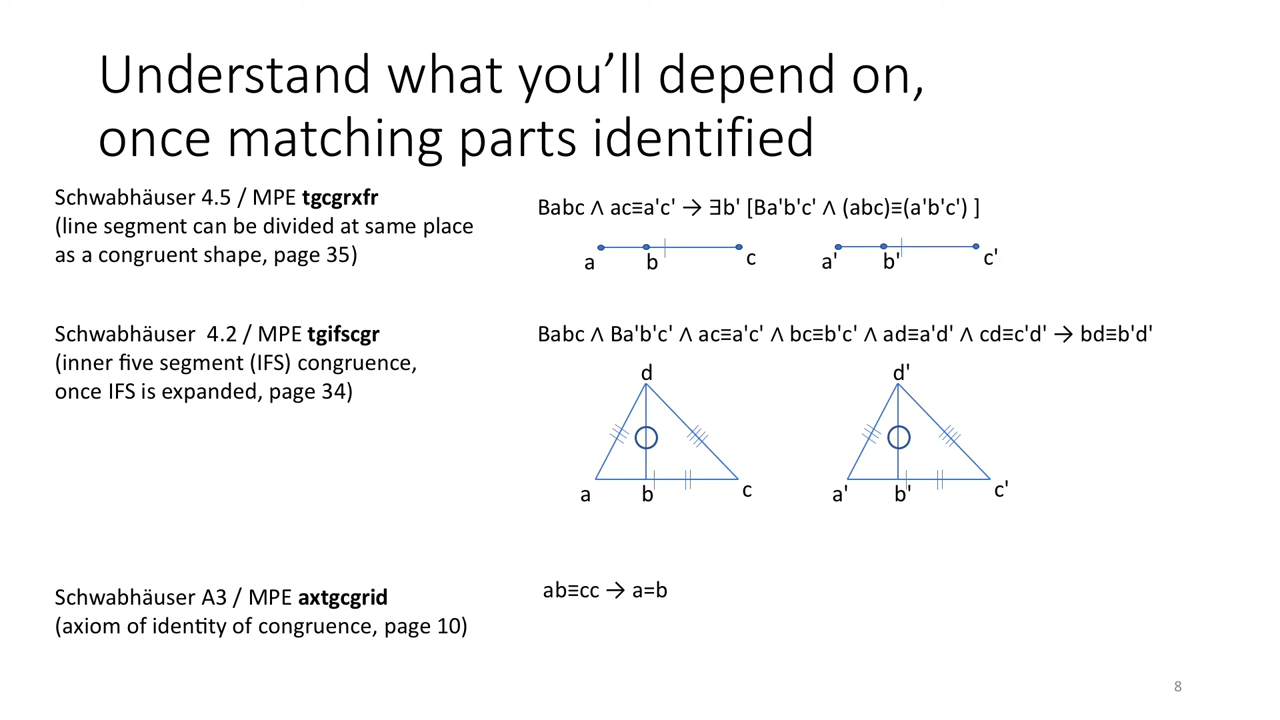 Understand what you’ll depend on,
once matching parts identified
Schwabhäuser 4.5 / MPE tgcgrxfr
(line segment can be divided at same place
as a congruent shape, page 35)
Babc ∧ ac≡a'c' → ∃b' [Ba'b'c' ∧ (abc)≡(a'b'c') ]
a b c a' b' c'
Schwabhäuser  4.2 / MPE tgifscgr
(inner five segment (IFS) congruence,
once IFS is expanded, page 34)
Babc ∧ Ba'b'c' ∧ ac≡a'c' ∧ bc≡b'c' ∧ ad≡a'd' ∧ cd≡c'd' → bd≡b'd'
d d'
a b c a' b' c'
Schwabhäuser A3 / MPE axtgcgrid
(axiom of identity of congruence, page 10)
ab≡cc → a=b
8